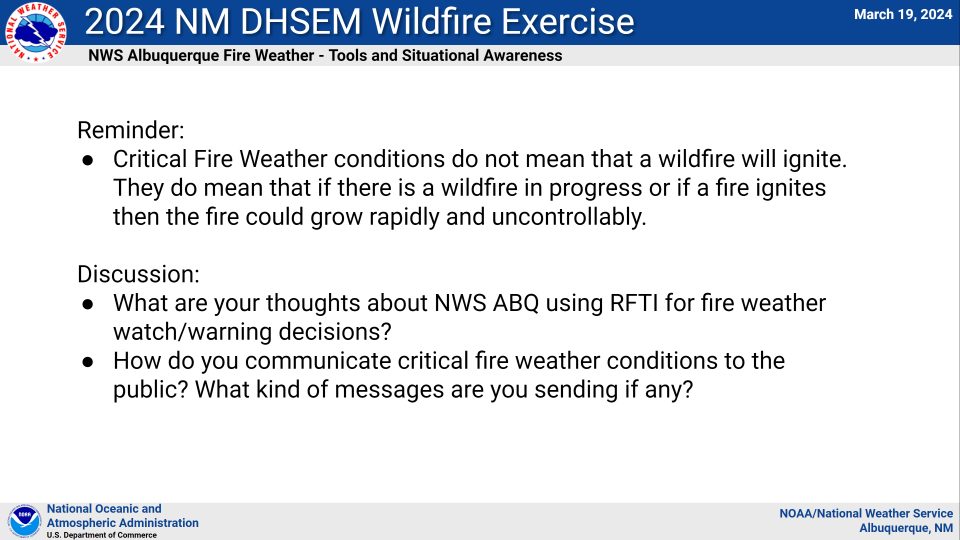 2024 NM DHSEM Wildfire Exercise
March 19, 2024
NATIONAL WEATHER SERVICE
NWS Albuquerque Fire Weather - Tools and Situational Awareness
Reminder:
● Critical Fire Weather conditions do not mean that a wildfire will ignite.
They do mean that if there is a wildfire in progress or if a fire ignites
then the fire could grow rapidly and uncontrollably.
Discussion:
● What are your thoughts about NWS ABQ using RFTI for fire weather
watch/warning decisions?
● How do you communicate critical fire weather conditions to the
public? What kind of messages are you sending if any?
NOAA
National Oceanic and
Atmospheric Administration
U.S. Department of Commerce
NOAA/National Weather Service
Albuquerque, NM